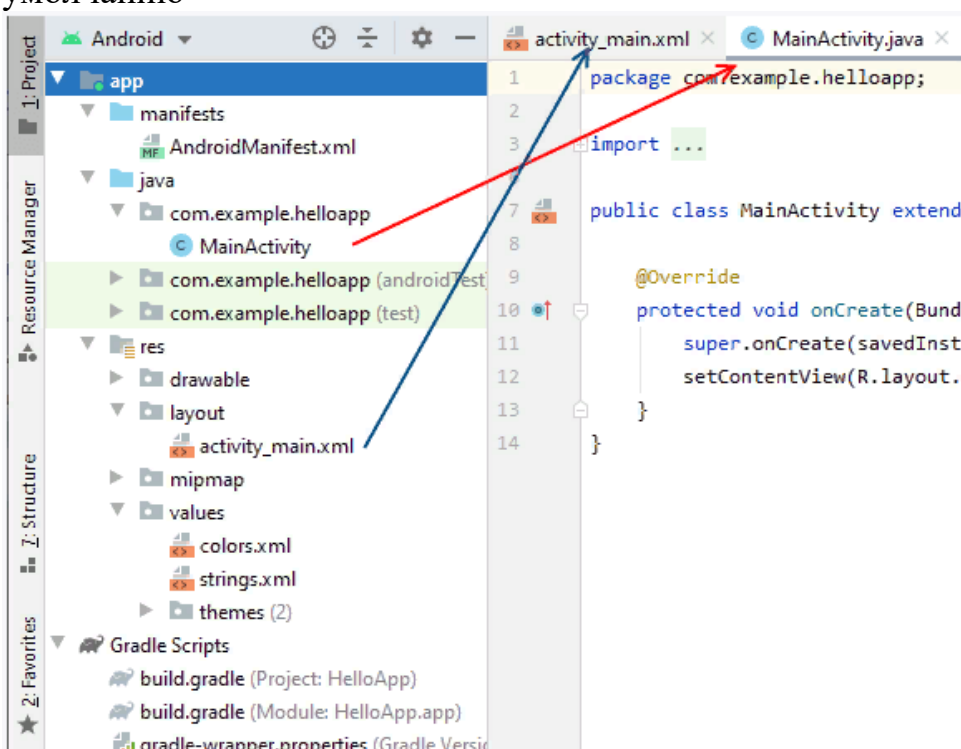 умолчанию
1: Project
Resource Manager
7: Structure
2: Favorites
Android
app
manifests
AndroidManifest.xml
java
com.example.helloapp
MainActivity
com.example.helloapp (androidTest)
com.example.helloapp (test)
res
drawable
layout
activity_main.xml
mipmap
values
colors.xml
strings.xml
themes (2)
Gradle Scripts
build.gradle (Project: HelloApp)
build.gradle (Module: HelloApp.app)
gradle-wrapper.properties (Gradle Versi
activity_main.xml MainActivity.java
1 package com.example.helloapp;
2
3 import ...
7 public class MainActivity extend
8
9 @Override
10 protected void onCreate(Bund
11 super.onCreate(savedInst
12 setContentView(R.layout.
13 }
14 }